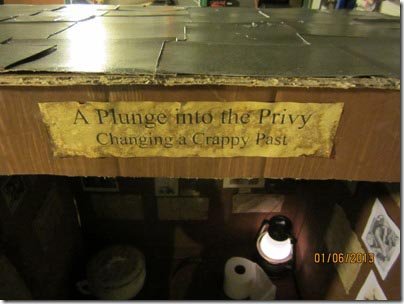 A Plunge into the Privy
Changing a Crappy Past
01/06/2013